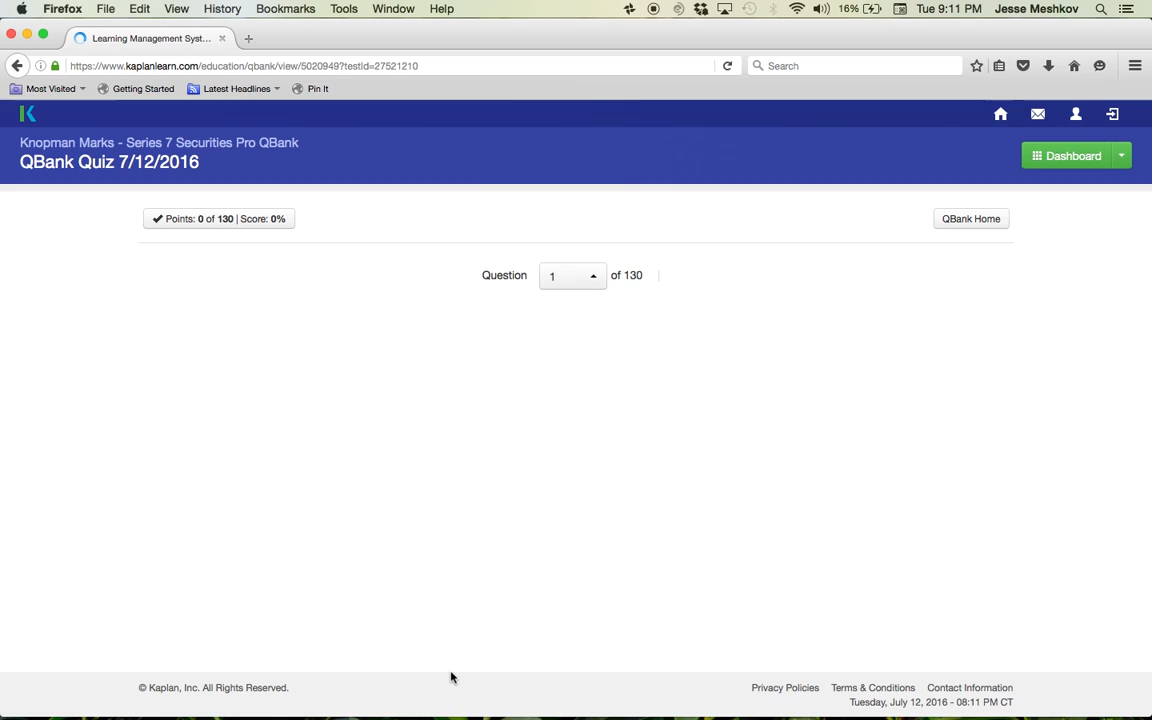 Firefox File Edit View History Bookmarks Tools Window Help 16% Tue 9:11 PM Jesse Meshkov
Learning Management Syst...
https://www.kaplanlearn.com/education/qbank/view/5020949?testId=27521210 Search
Most Visited Getting Started Latest Headlines Pin It
K
Knopman Marks - Series 7 Securities Pro QBank
QBank Quiz 7/12/2016
Dashboard
Points: 0 of 130 | Score: 0%
QBank Home
Question 1 of 130
© Kaplan, Inc. All Rights Reserved.
Privacy Policies Terms & Conditions Contact Information
Tuesday, July 12, 2016 - 08:11 PM CT